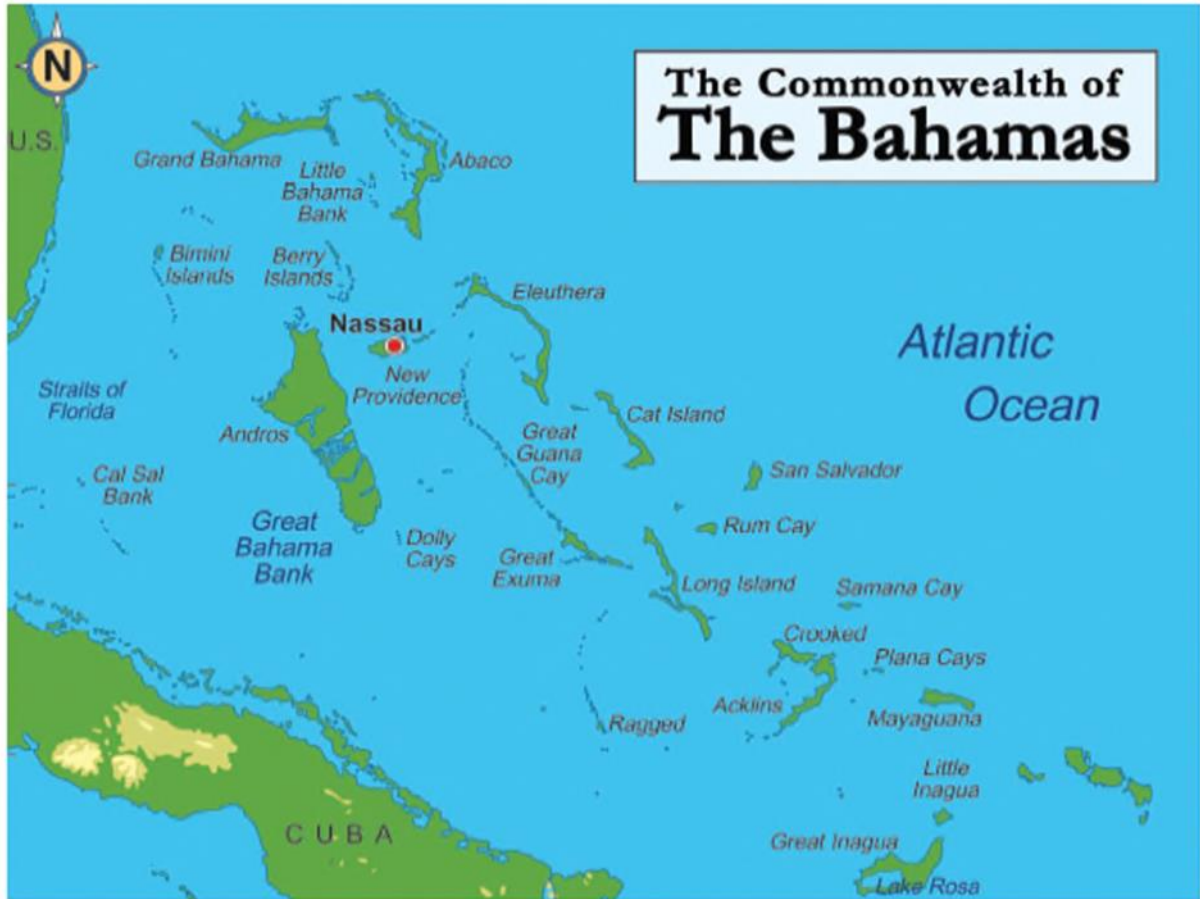 N
The Commonwealth of
The Bahamas
U.S.
Grand Bahama
Little
Bahama
Bank
Abaco
Bimini
Islands
Berry
Islands
Eleuthera
Nassau
New
Providence
Atlantic
Ocean
Straits of
Florida
Andros
Cat Island
Great
Guana
Cay
Cal Sal
Bank
San Salvador
Great
Bahama
Bank
Dolly
Cays
Rum Cay
Great
Exuma
Long Island
Samana Cay
Crooked
Plana Cays
Acklins
Mayaguana
Ragged
Little
Inagua
CUBA
Great Inagua
Lake Rosa